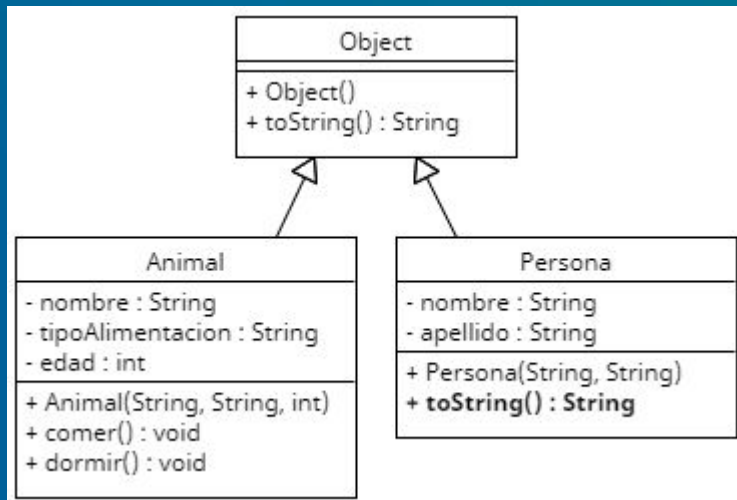 Object
+ Object()
+ toString() : String
Animal
- nombre : String
- tipoAlimentacion : String
- edad : int
+ Animal(String, String, int)
+ comer() : void
+ dormir() : void
Persona
- nombre : String
- apellido : String
+ Persona(String, String)
+ toString() : String